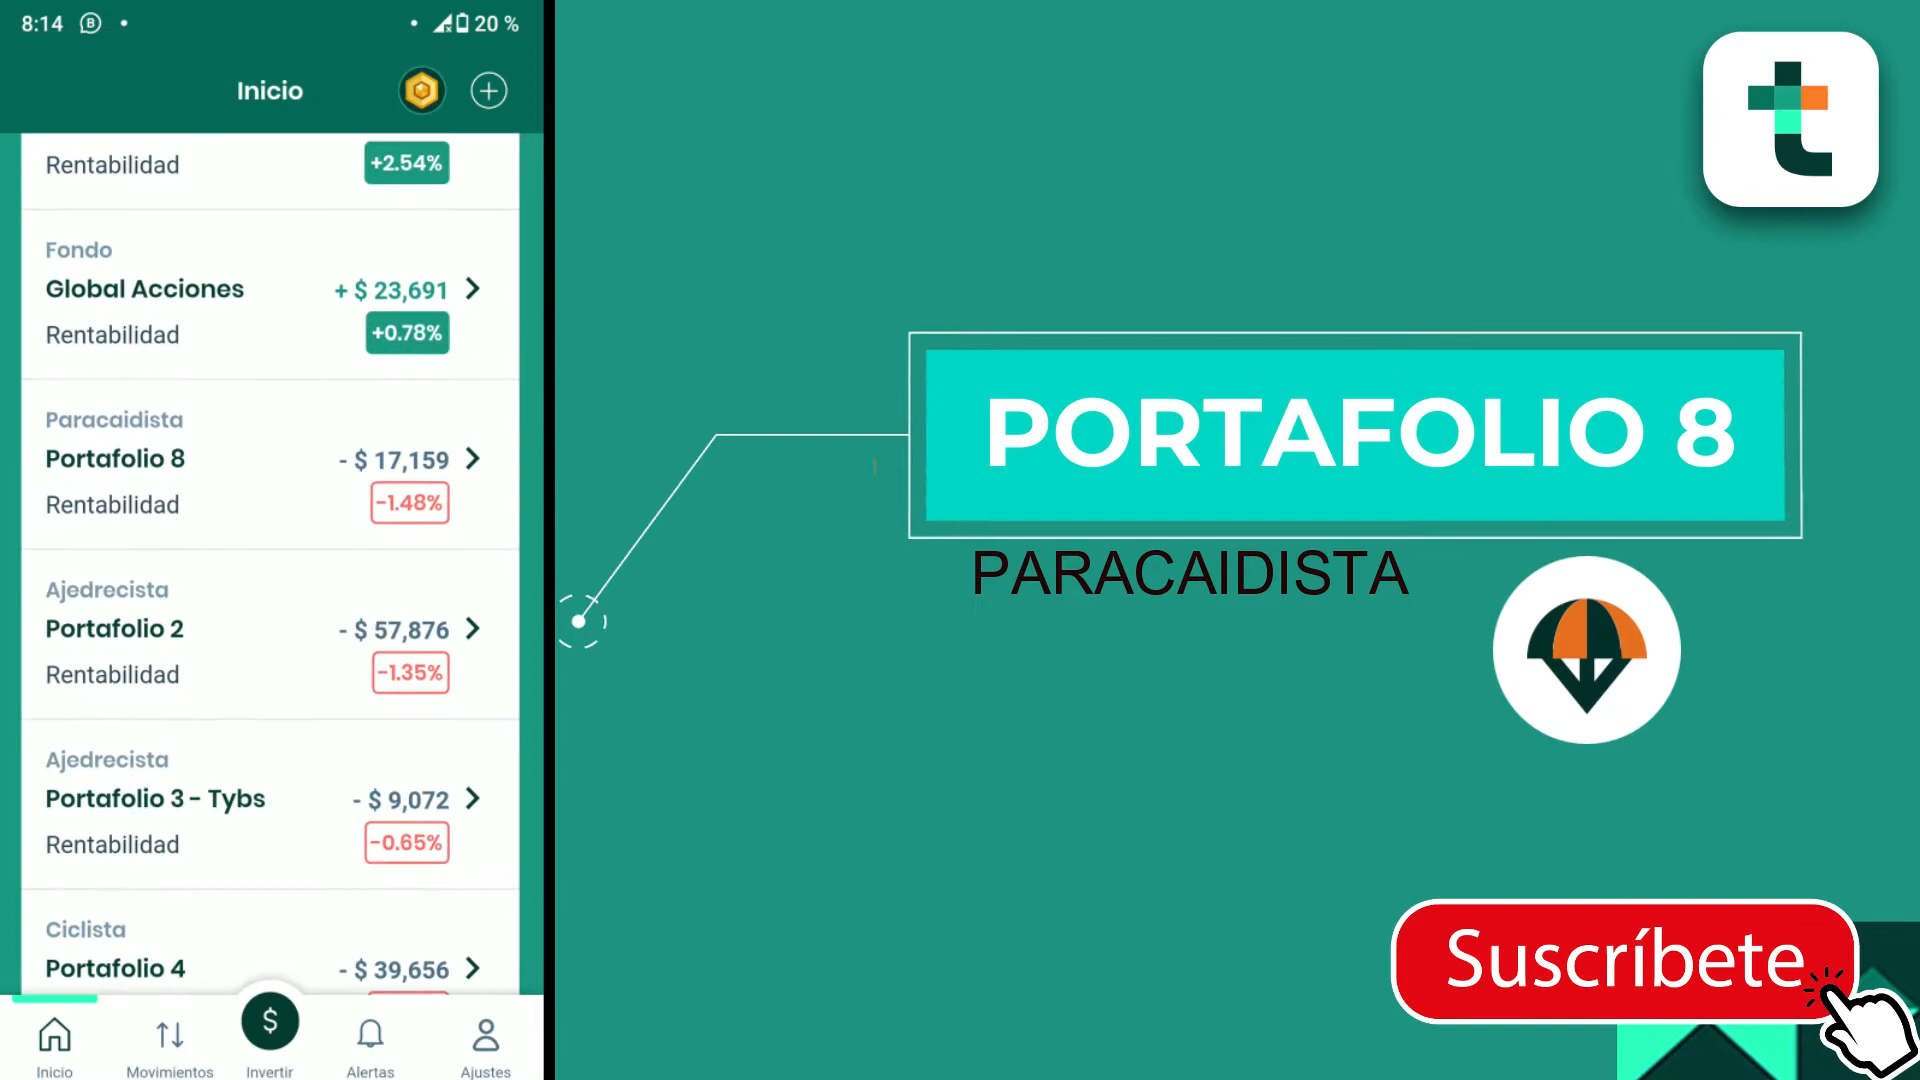 8:14
20 %
Inicio
Rentabilidad
+2.54%
Fondo
Global Acciones
+ $ 23,691
Rentabilidad
+0.78%
Paracaidista
Portafolio 8
- $ 17,159
Rentabilidad
-1.48%
Ajedrecista
Portafolio 2
- $ 57,876
Rentabilidad
-1.35%
Ajedrecista
Portafolio 3 - Tybs
- $ 9,072
Rentabilidad
-0.65%
Ciclista
Portafolio 4
- $ 39,656
Inicio
Movimientos
Invertir
Alertas
Ajustes
t
PORTAFOLIO 8
PARACAIDISTA
Suscríbete